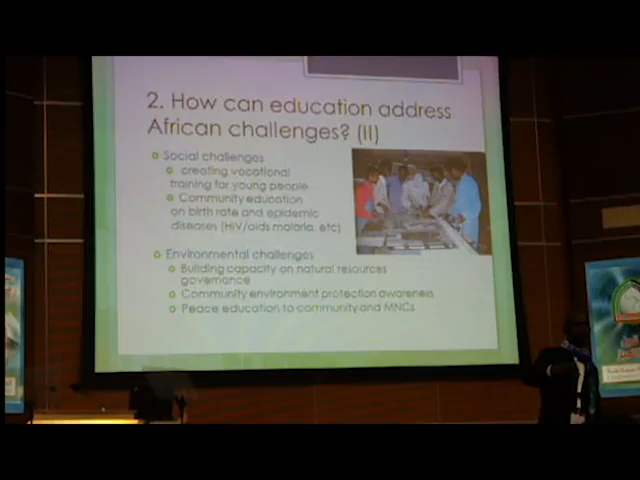 2. How can education address
African challenges? (II)
Social challenges
creating vocational
training for young people
Community education
on birth rate and epidemic
diseases (HIV/aids malaria, etc)
Environmental challenges
Building capacity on natural resources
governance
Community environment protection awareness
Peace education to community and MNCs